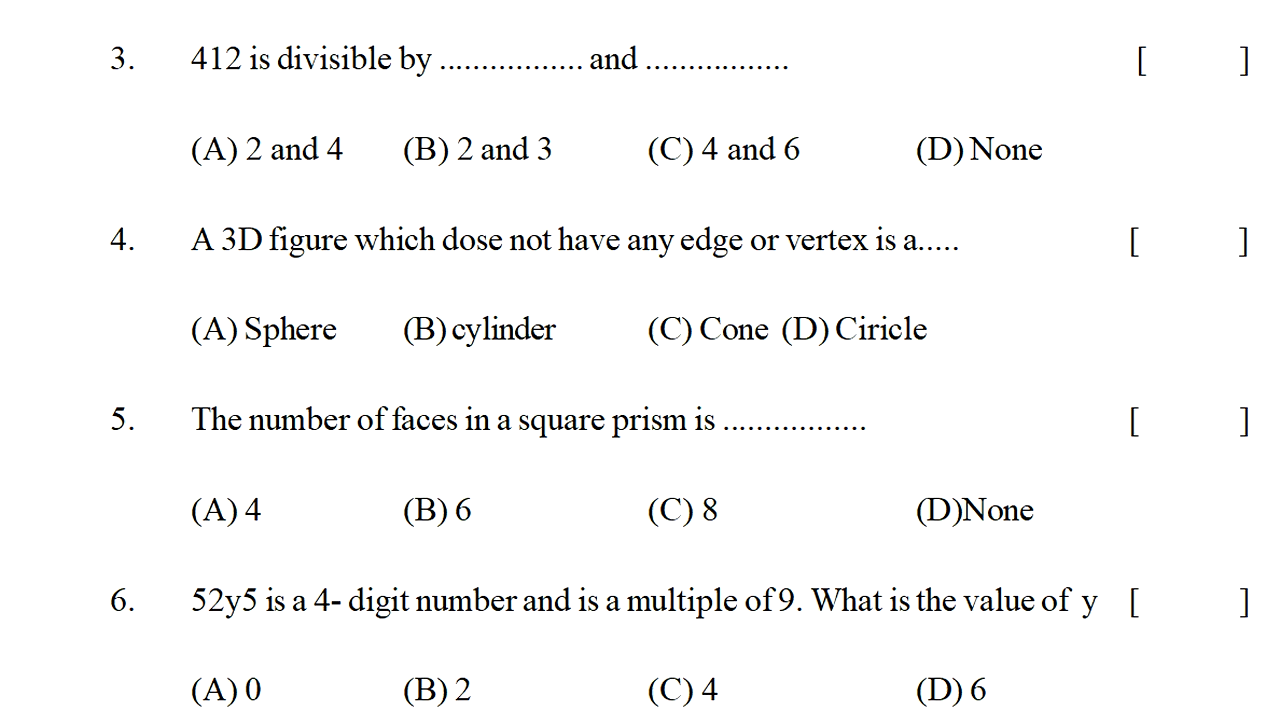 3. 412 is divisible by ................. and ................. [ ]
(A) 2 and 4 (B) 2 and 3 (C) 4 and 6 (D) None
4. A 3D figure which dose not have any edge or vertex is a..... [ ]
(A) Sphere (B) cylinder (C) Cone (D) Ciricle
5. The number of faces in a square prism is ................. [ ]
(A) 4 (B) 6 (C) 8 (D)None
6. 52y5 is a 4- digit number and is a multiple of 9. What is the value of y [ ]
(A) 0 (B) 2 (C) 4 (D) 6